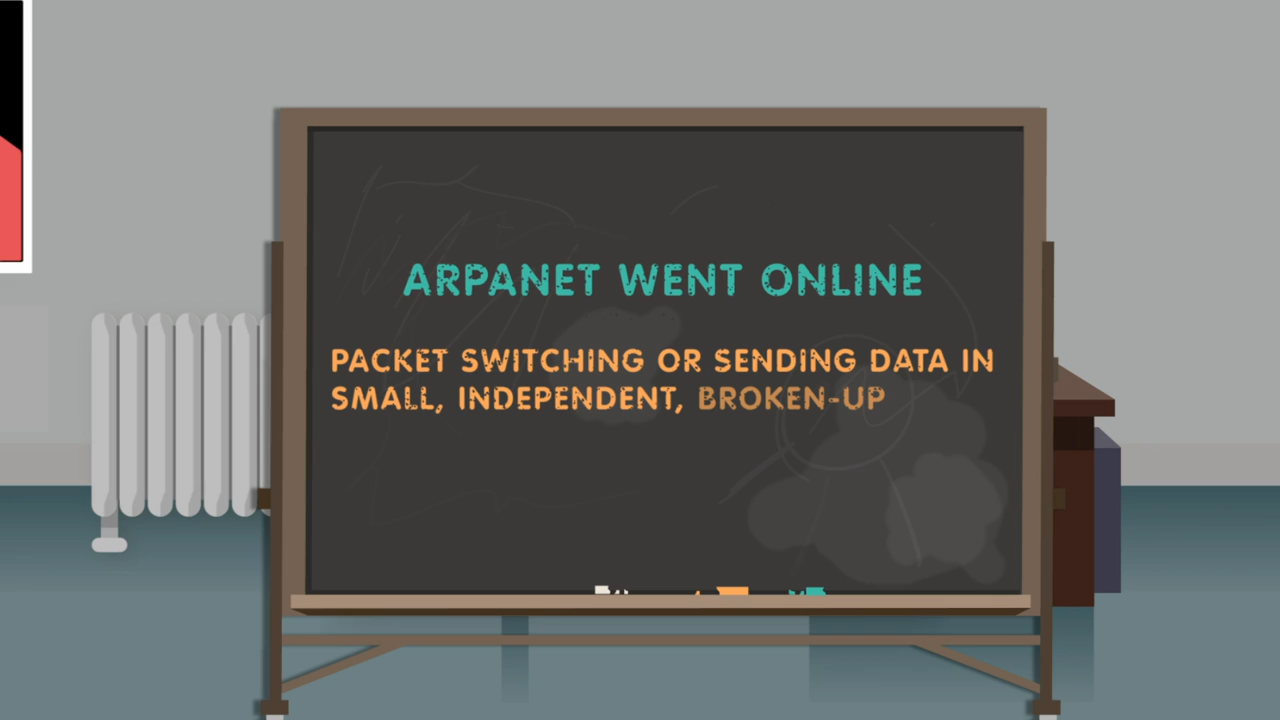 ARPANET WENT ONLINE
PACKET SWITCHING OR SENDING DATA IN
SMALL, INDEPENDENT, BROKEN-UP